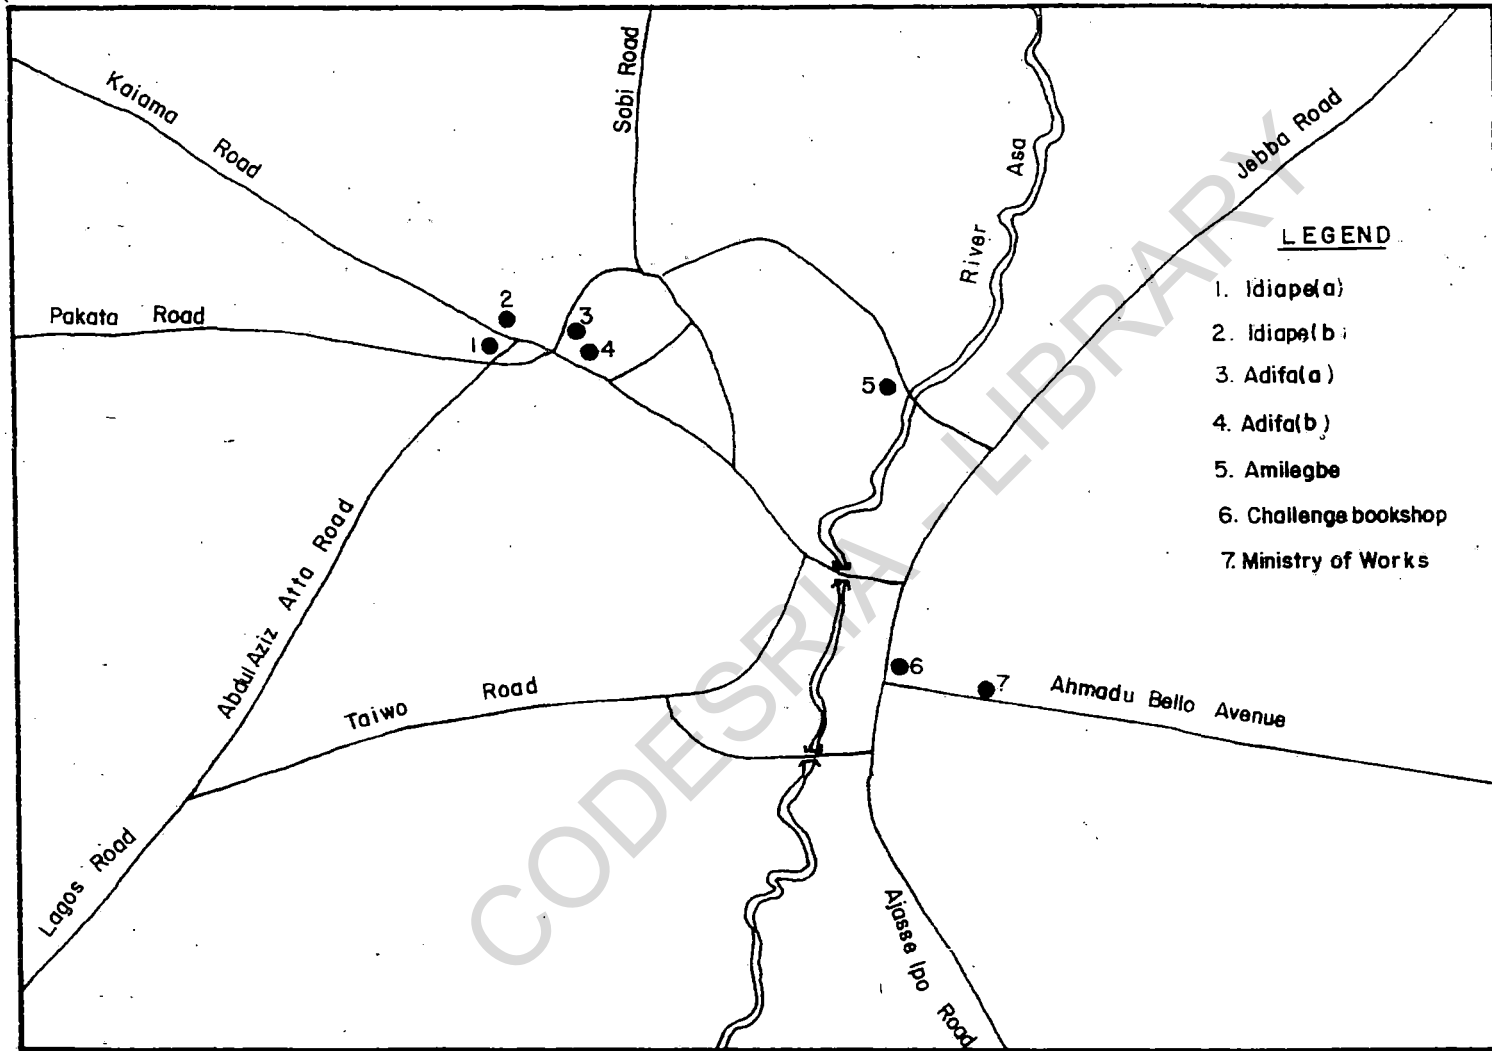 Kaiama Road
Sobi Road
River Asa
Jebba Road
Pakata Road
2
1
3
4
5
LEGEND
1. Idiape(a)
2. Idiape(b)
3. Adifa(a)
4. Adifa(b)
5. Amilegbe
6. Challenge bookshop
7. Ministry of Works
Abdul Aziz Atta Road
Taiwo Road
6
7
Ahmadu Bello Avenue
Lagos Road
Ajasse Ipo Road
CODESRIA - LIBRARY